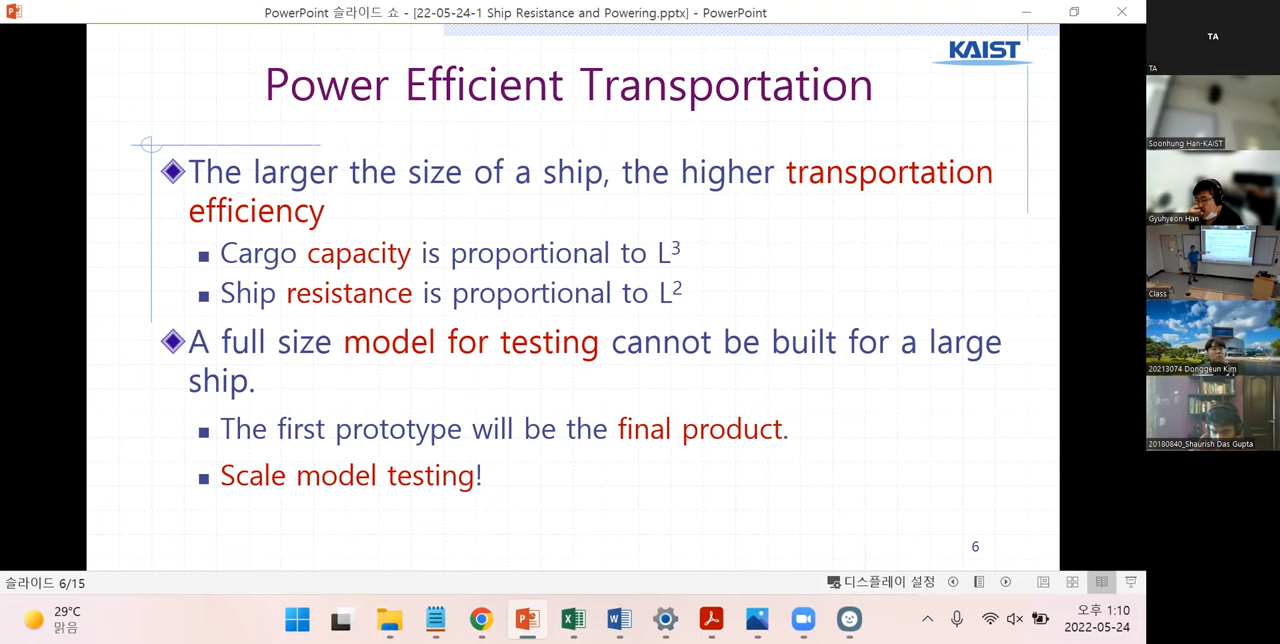 PowerPoint 슬라이드 쇼 - [22-05-24-1 Ship Resistance and Powering.pptx] - PowerPoint
KAIST
Power Efficient Transportation
The larger the size of a ship, the higher transportation
efficiency
Cargo capacity is proportional to L³
Ship resistance is proportional to L²
A full size model for testing cannot be built for a large
ship.
The first prototype will be the final product.
Scale model testing!
6
TA
TA
Soonhung Han-KAIST
Gyuhyeon Han
Class
20213074 Donggeun Kim
20180840_Shaurish Das Gupta
슬라이드 6/15
디스플레이 설정
29°C
맑음
오후 1:10
2022-05-24